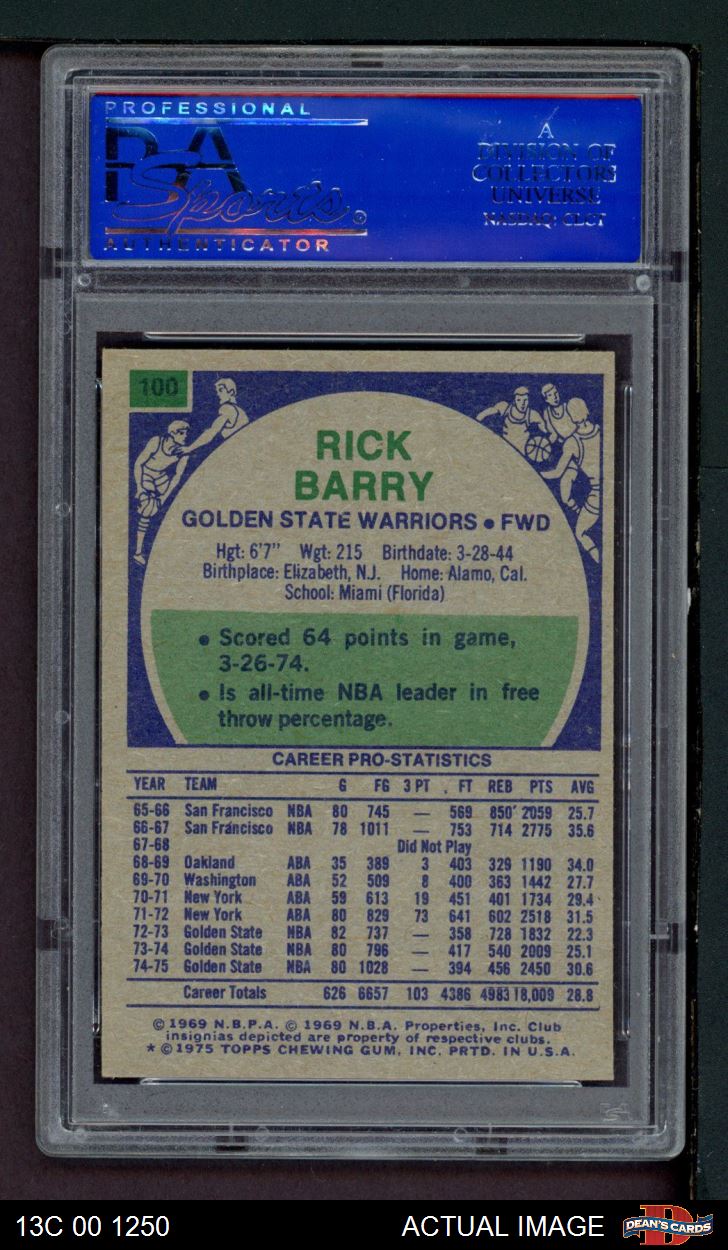 PROFESSIONAL
PSA
Sports
AUTHENTICATOR
A
DIVISION OF
COLLECTORS
UNIVERSE
NASDAQ: CLCT
100
RICK
BARRY
GOLDEN STATE WARRIORS • FWD
Hgt: 6'7" Wgt: 215 Birthdate: 3-28-44
Birthplace: Elizabeth, N.J. Home: Alamo, Cal.
School: Miami (Florida)
• Scored 64 points in game,
3-26-74.
• Is all-time NBA leader in free
throw percentage.
CAREER PRO-STATISTICS
YEAR TEAM G FG 3 PT FT REB PTS AVG
65-66 San Francisco NBA 80 745 — 569 850 2059 25.7
66-67 San Francisco NBA 78 1011 — 753 714 2775 35.6
67-68 Did Not Play
68-69 Oakland ABA 35 389 3 403 329 1190 34.0
69-70 Washington ABA 52 509 8 400 363 1442 27.7
70-71 New York ABA 59 613 19 451 401 1734 29.4
71-72 New York ABA 80 829 73 641 602 2518 31.5
72-73 Golden State NBA 82 737 — 358 728 1832 22.3
73-74 Golden State NBA 80 796 — 417 540 2009 25.1
74-75 Golden State NBA 80 1028 — 394 456 2450 30.6
Career Totals 626 6657 103 4386 4983 18,009 28.8
© 1969 N.B.P.A. © 1969 N.B.A. Properties, Inc. Club
insignias depicted are property of respective clubs.
* © 1975 TOPPS CHEWING GUM, INC. PRTD. IN U.S.A.
13C 00 1250
ACTUAL IMAGE
DEAN'S CARDS